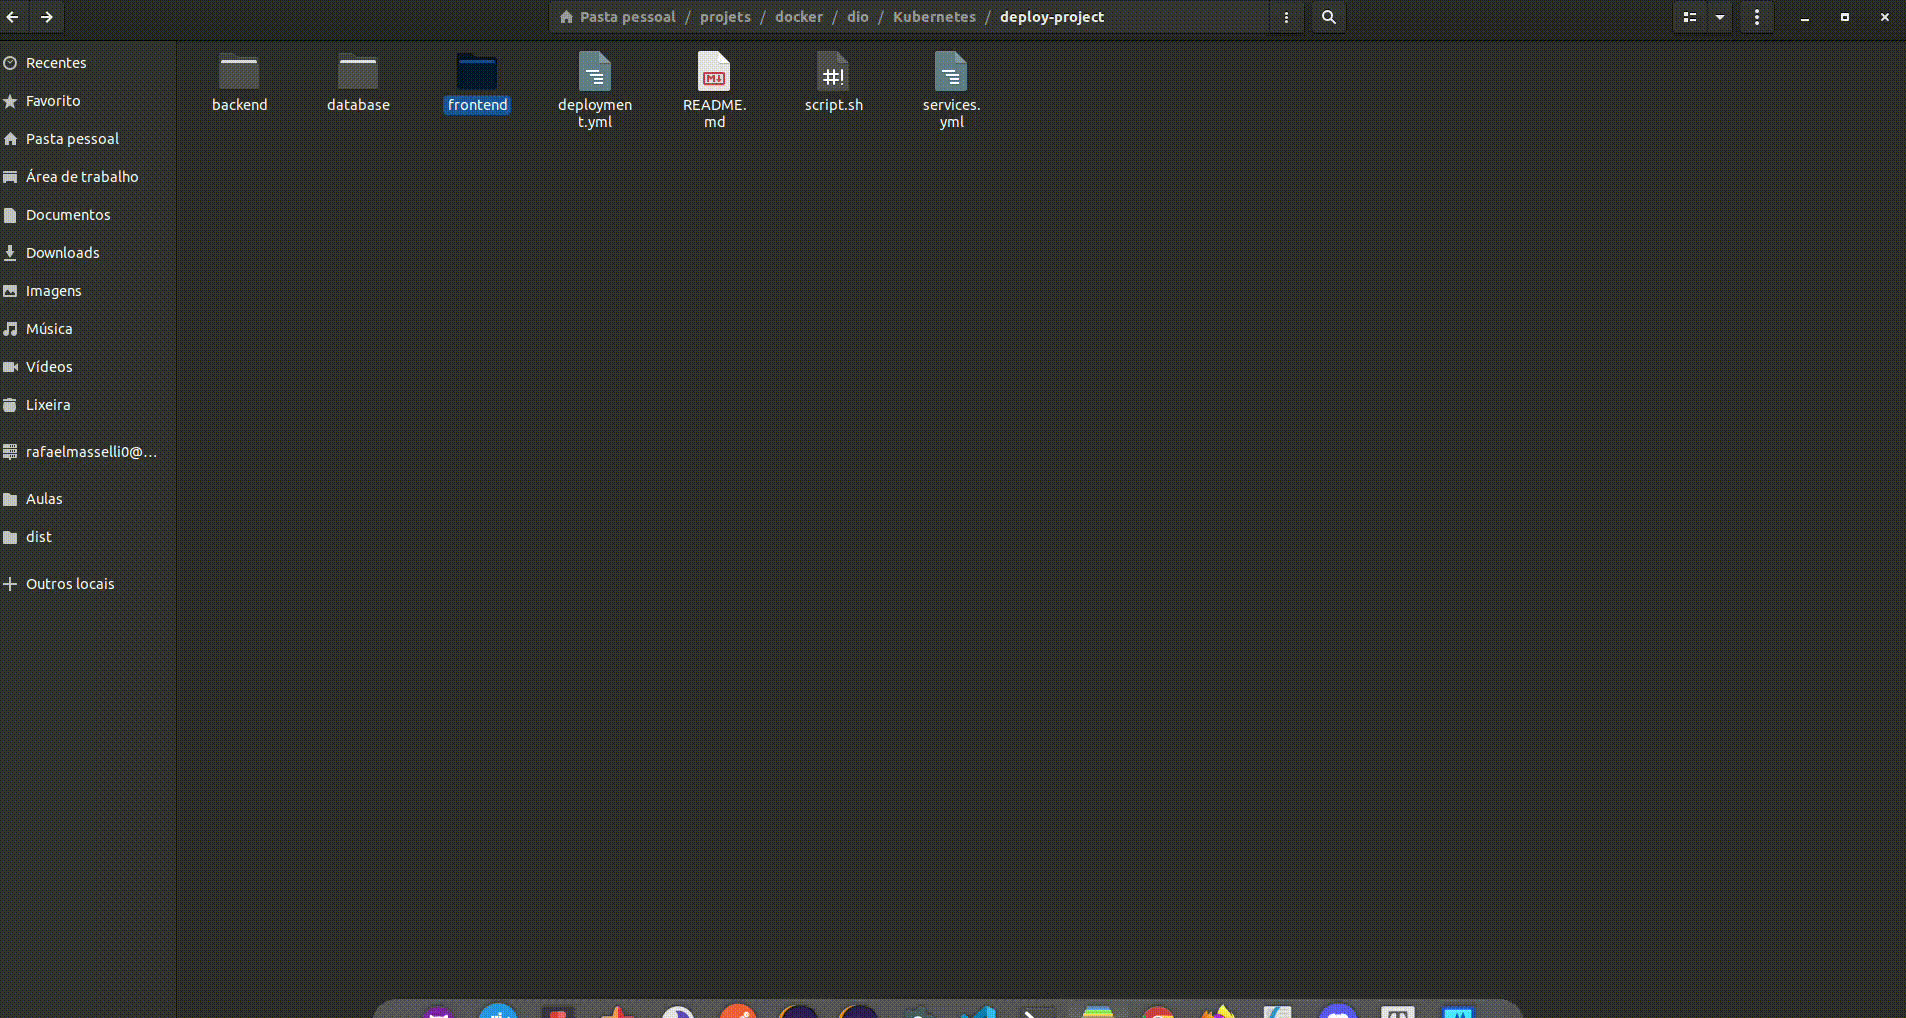 Pasta pessoal / projets / docker / dio / Kubernetes / deploy-project
Recentes
Favorito
Pasta pessoal
Área de trabalho
Documentos
Downloads
Imagens
Música
Vídeos
Lixeira
rafaelmasselli0@...
Aulas
dist
Outros locais
backend
database
frontend
deploymen
t.yml
README.
md
script.sh
services.
yml